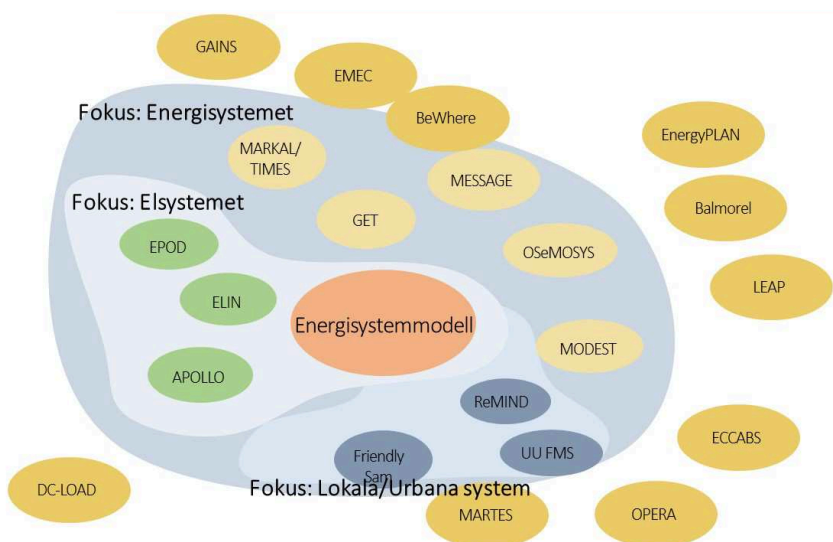 GAINS
EMEC
Fokus: Energisystemet
BeWhere
EnergyPLAN
MARKAL/
TIMES
MESSAGE
Fokus: Elsystemet
Balmorel
GET
EPOD
OSeMOSYS
LEAP
ELIN
Energisystemmodell
MODEST
APOLLO
ReMIND
ECCABS
Friendly
Sam
UU FMS
Fokus: Lokala/Urbana system
DC-LOAD
MARTES
OPERA